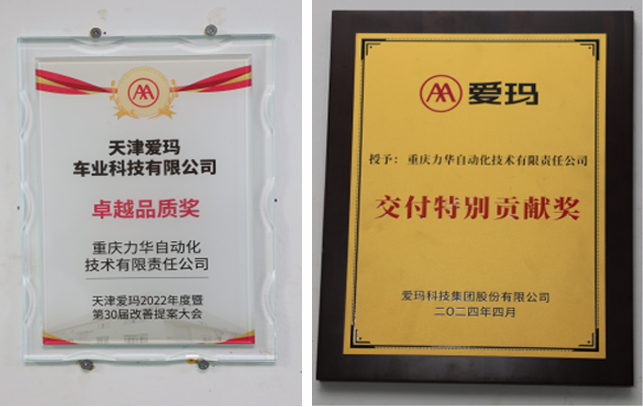 天津爱玛
车业科技有限公司
卓越品质奖
重庆力华自动化
技术有限责任公司
天津爱玛2022年度暨
第30届改善提案大会
爱玛
授予：重庆力华自动化技术有限责任公司
交付特别贡献奖
爱玛科技集团股份有限公司
二〇二四年四月